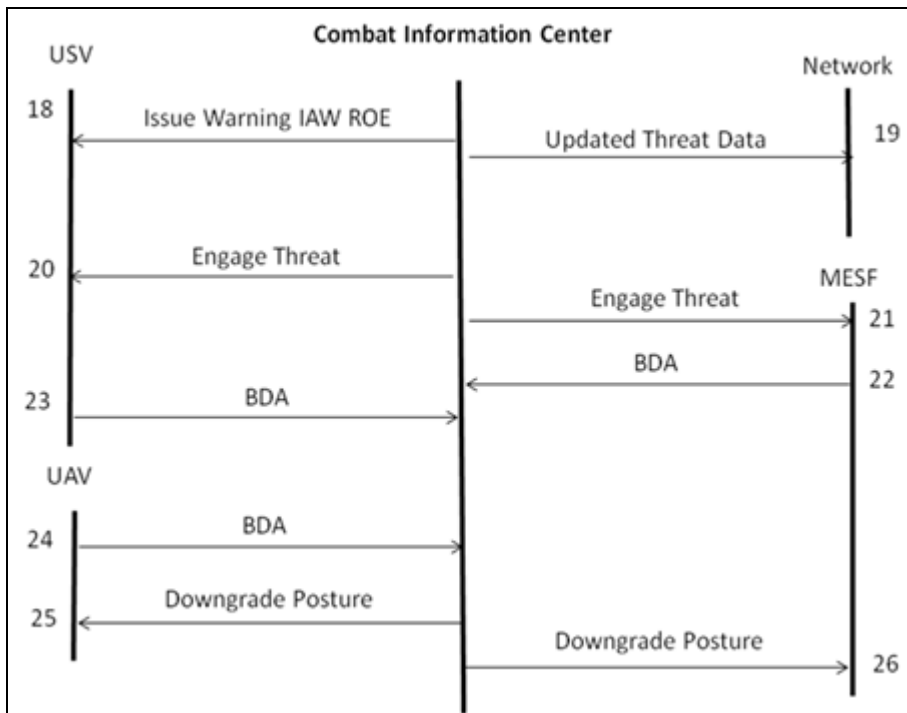 Combat Information Center
USV
Network
18
Issue Warning IAW ROE
Updated Threat Data
19
20
Engage Threat
MESF
Engage Threat
21
BDA
22
23
BDA
UAV
24
BDA
25
Downgrade Posture
Downgrade Posture
26